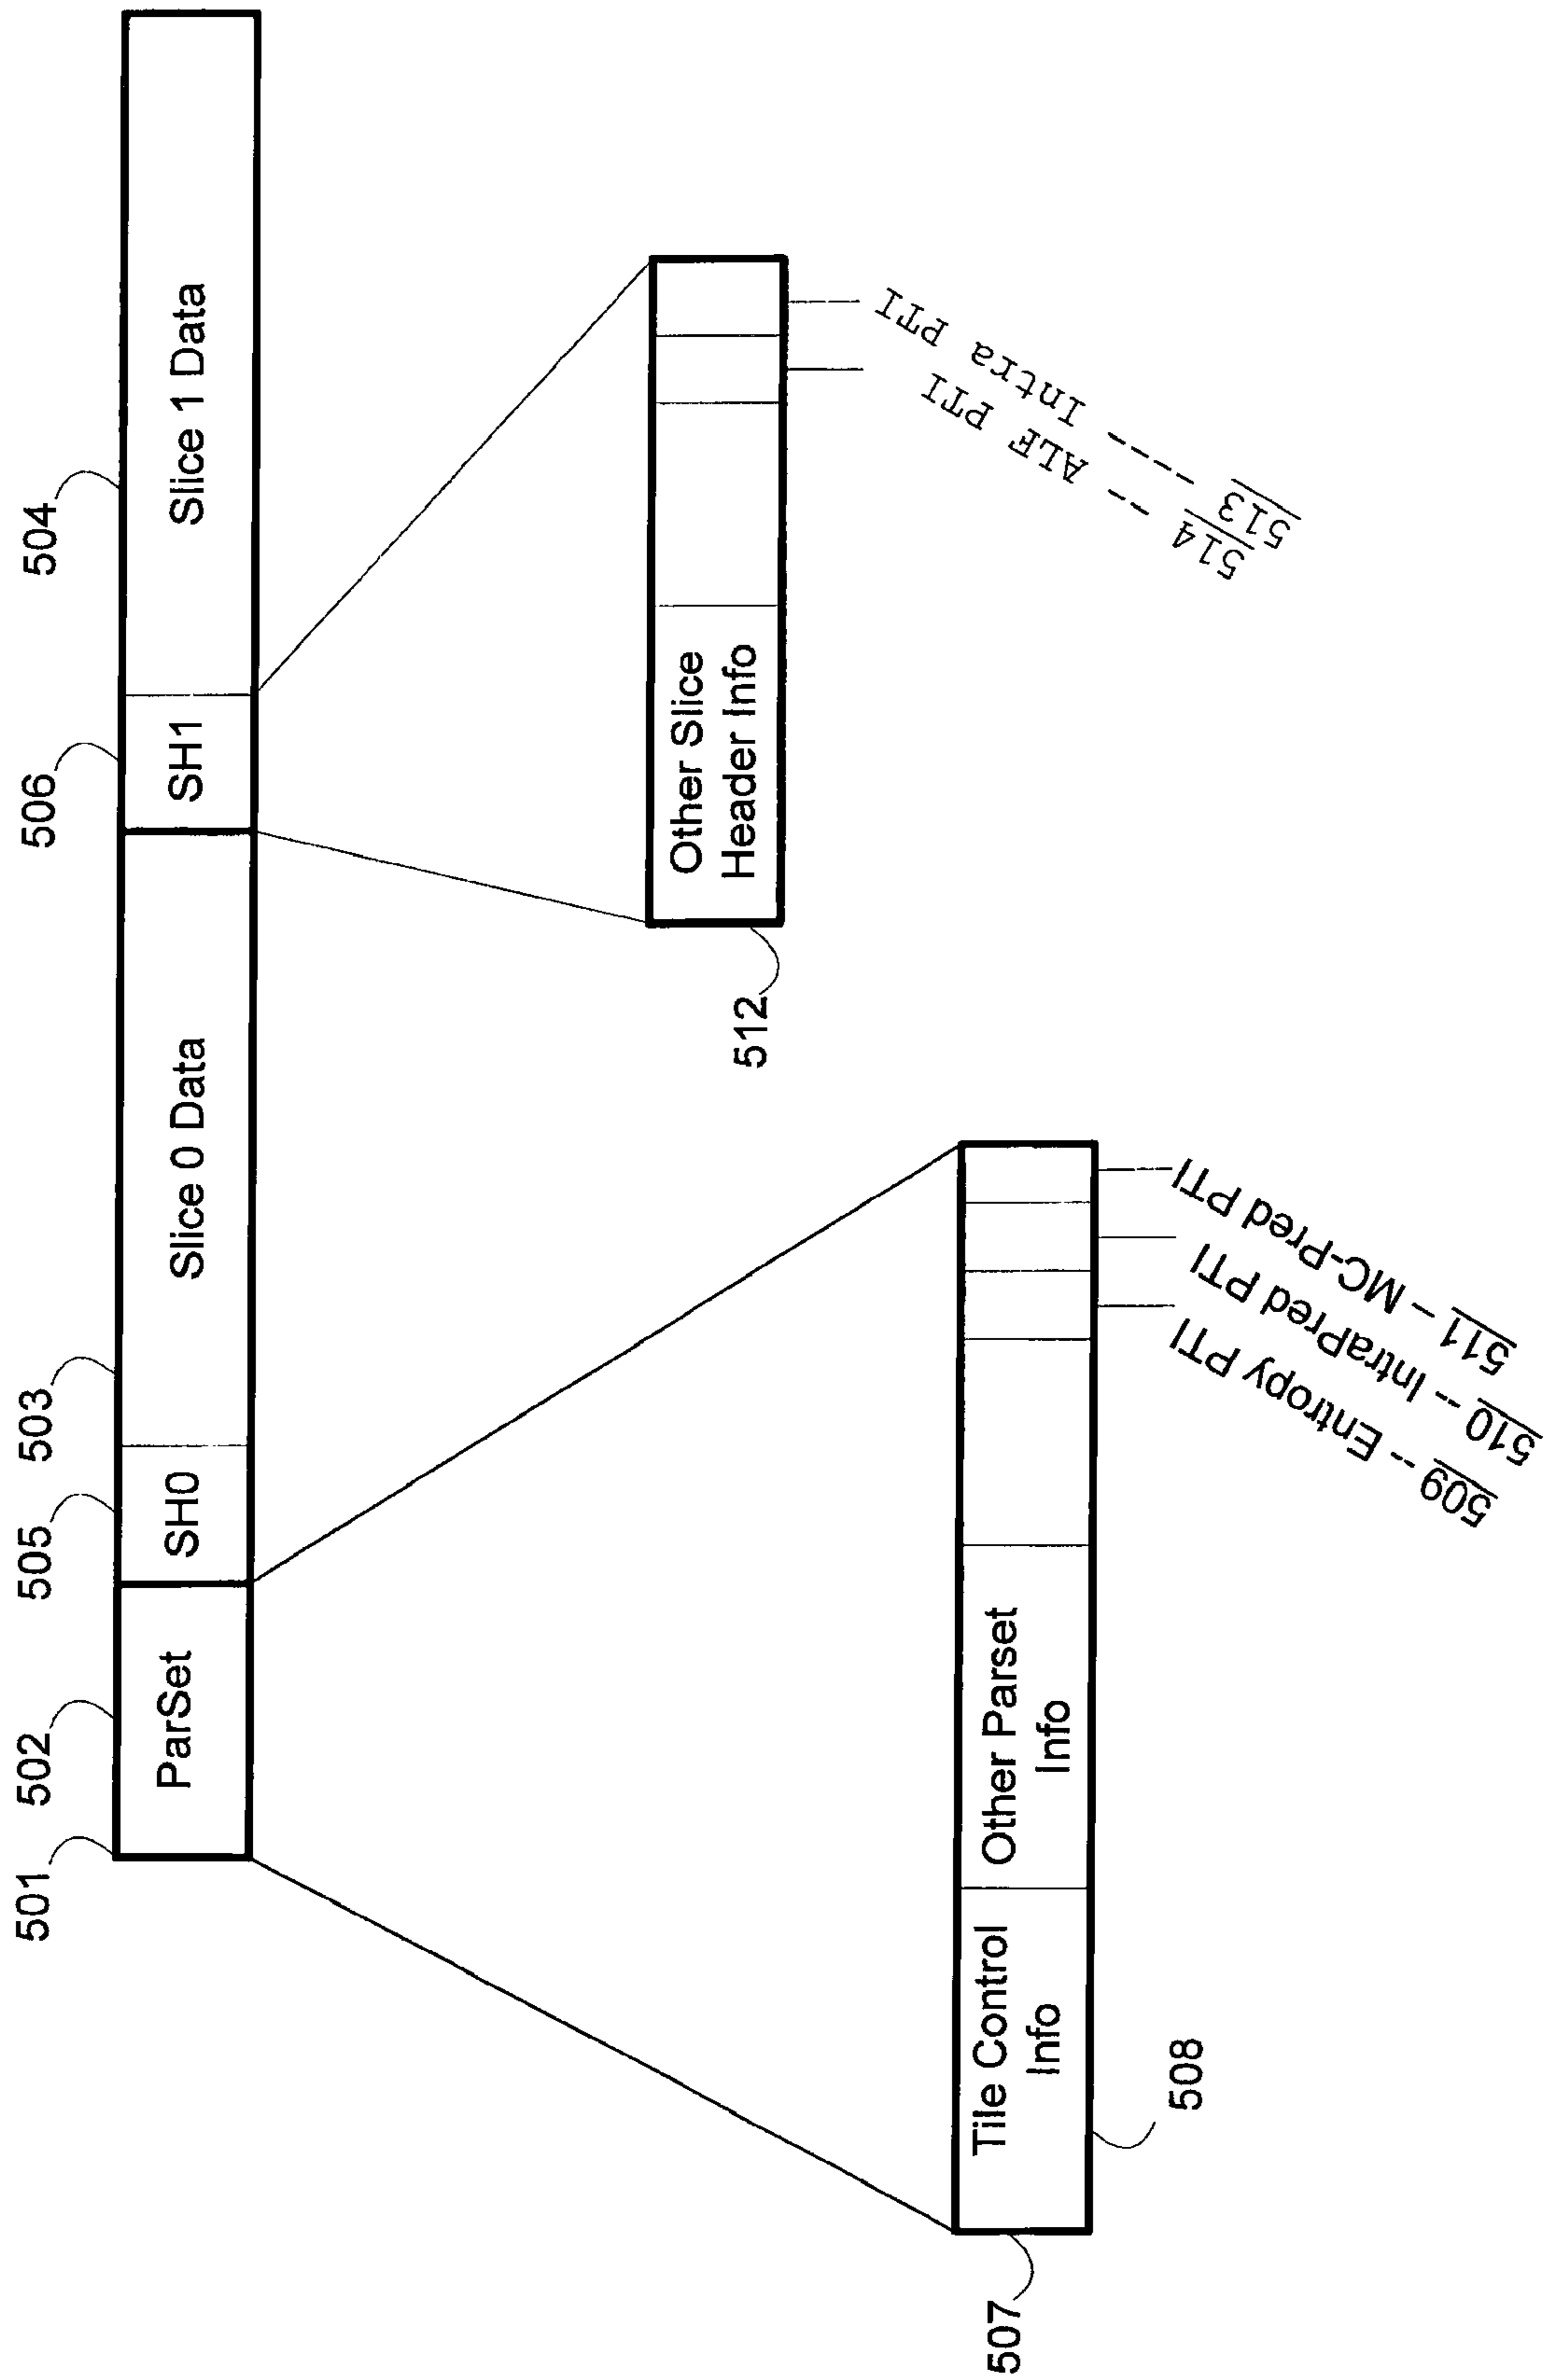 501
502
505
503
506
504
ParSet
SH0
Slice 0 Data
SH1
Slice 1 Data
512
Other Slice
Header Info
514 -- ALF PTI
513 ---- Intra PTI
507
Tile Control
Info
Other Parset
Info
508
509 -- Entropy PTI
510 -- IntraPred PTI
511 – MC-Pred PTI